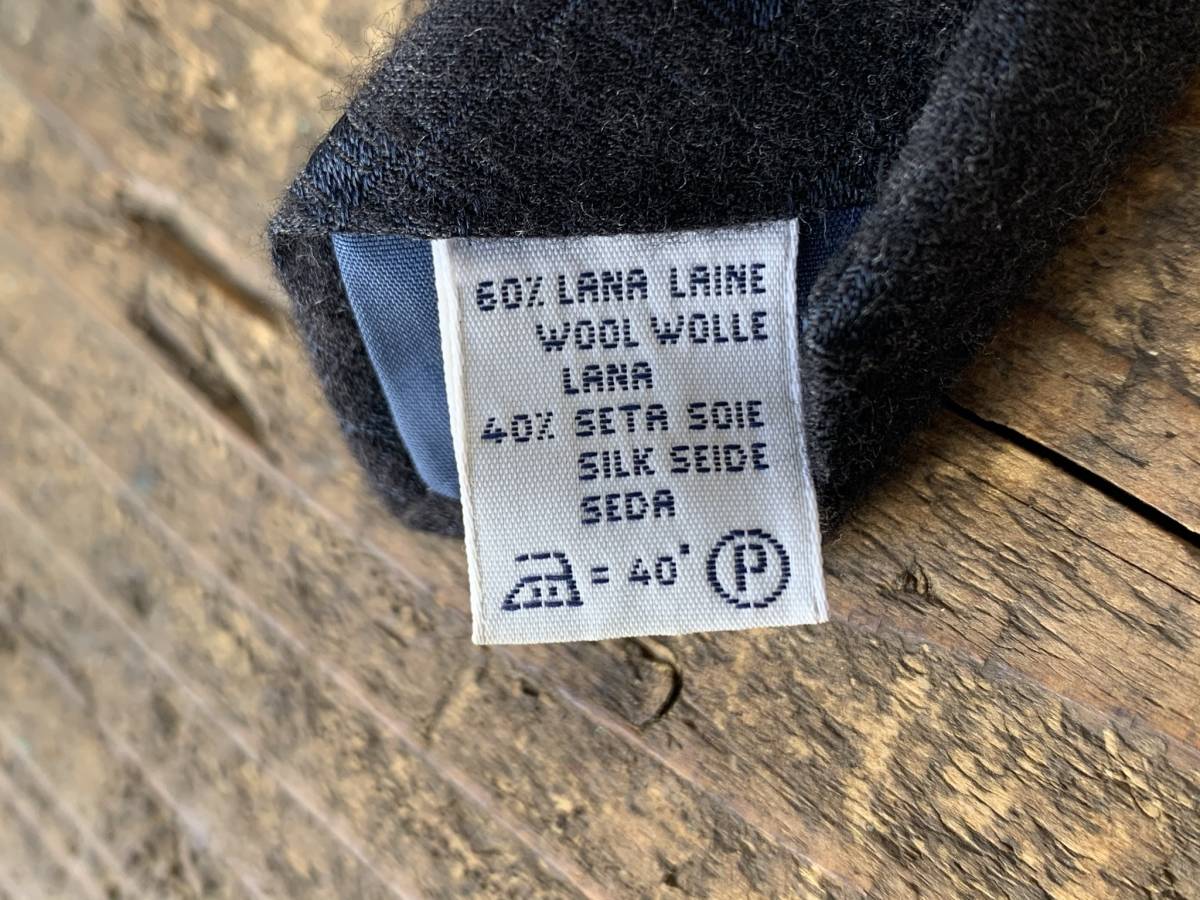 60% LANA LAINE
WOOL WOLLE
LANA
40% SETA SOIE
SILK SEIDE
SEDA
= 40° P